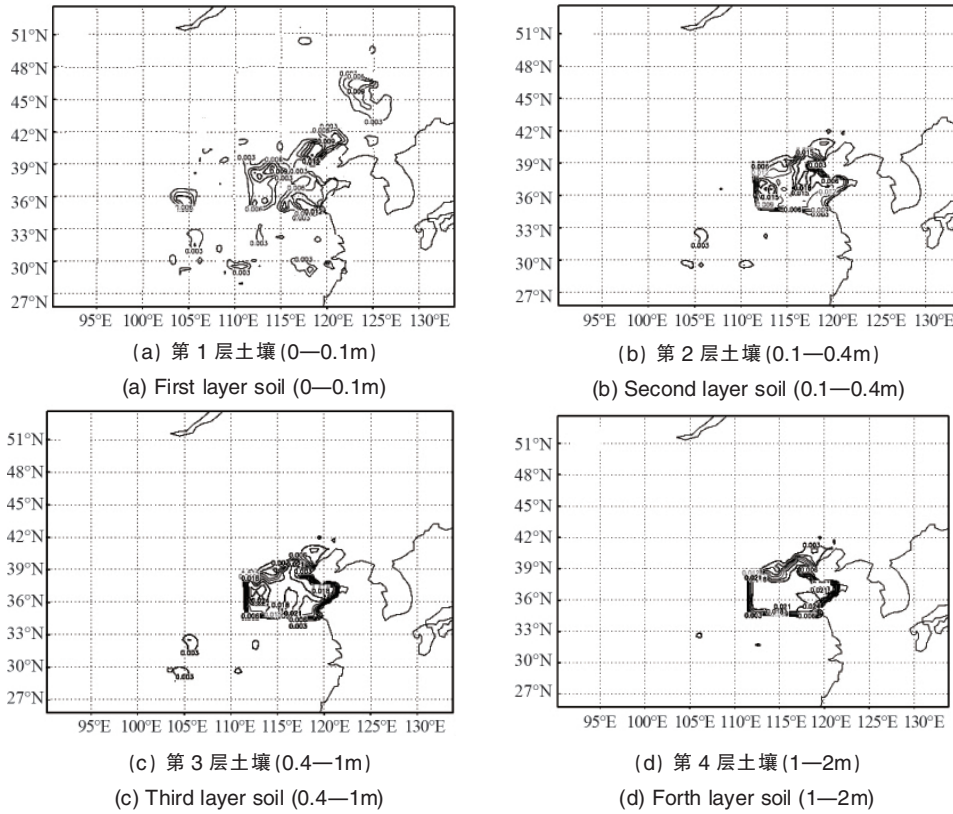 51°N 51°N
48°N 48°N
45°N 45°N
42°N 42°N
39°N 39°N
36°N 36°N
33°N 33°N
30°N 30°N
27°N 27°N
95°E 100°E 105°E 110°E 115°E 120°E 125°E 130°E 95°E 100°E 105°E 110°E 115°E 120°E 125°E 130°E
(a) 第 1 层土壤(0—0.1m) (b) 第 2 层土壤(0.1—0.4m)
(a) First layer soil (0—0.1m) (b) Second layer soil (0.1—0.4m)
51°N 51°N
48°N 48°N
45°N 45°N
42°N 42°N
39°N 39°N
36°N 36°N
33°N 33°N
30°N 30°N
27°N 27°N
95°E 100°E 105°E 110°E 115°E 120°E 125°E 130°E 95°E 100°E 105°E 110°E 115°E 120°E 125°E 130°E
(c) 第 3 层土壤(0.4—1m) (d) 第 4 层土壤(1—2m)
(c) Third layer soil (0.4—1m) (d) Forth layer soil (1—2m)